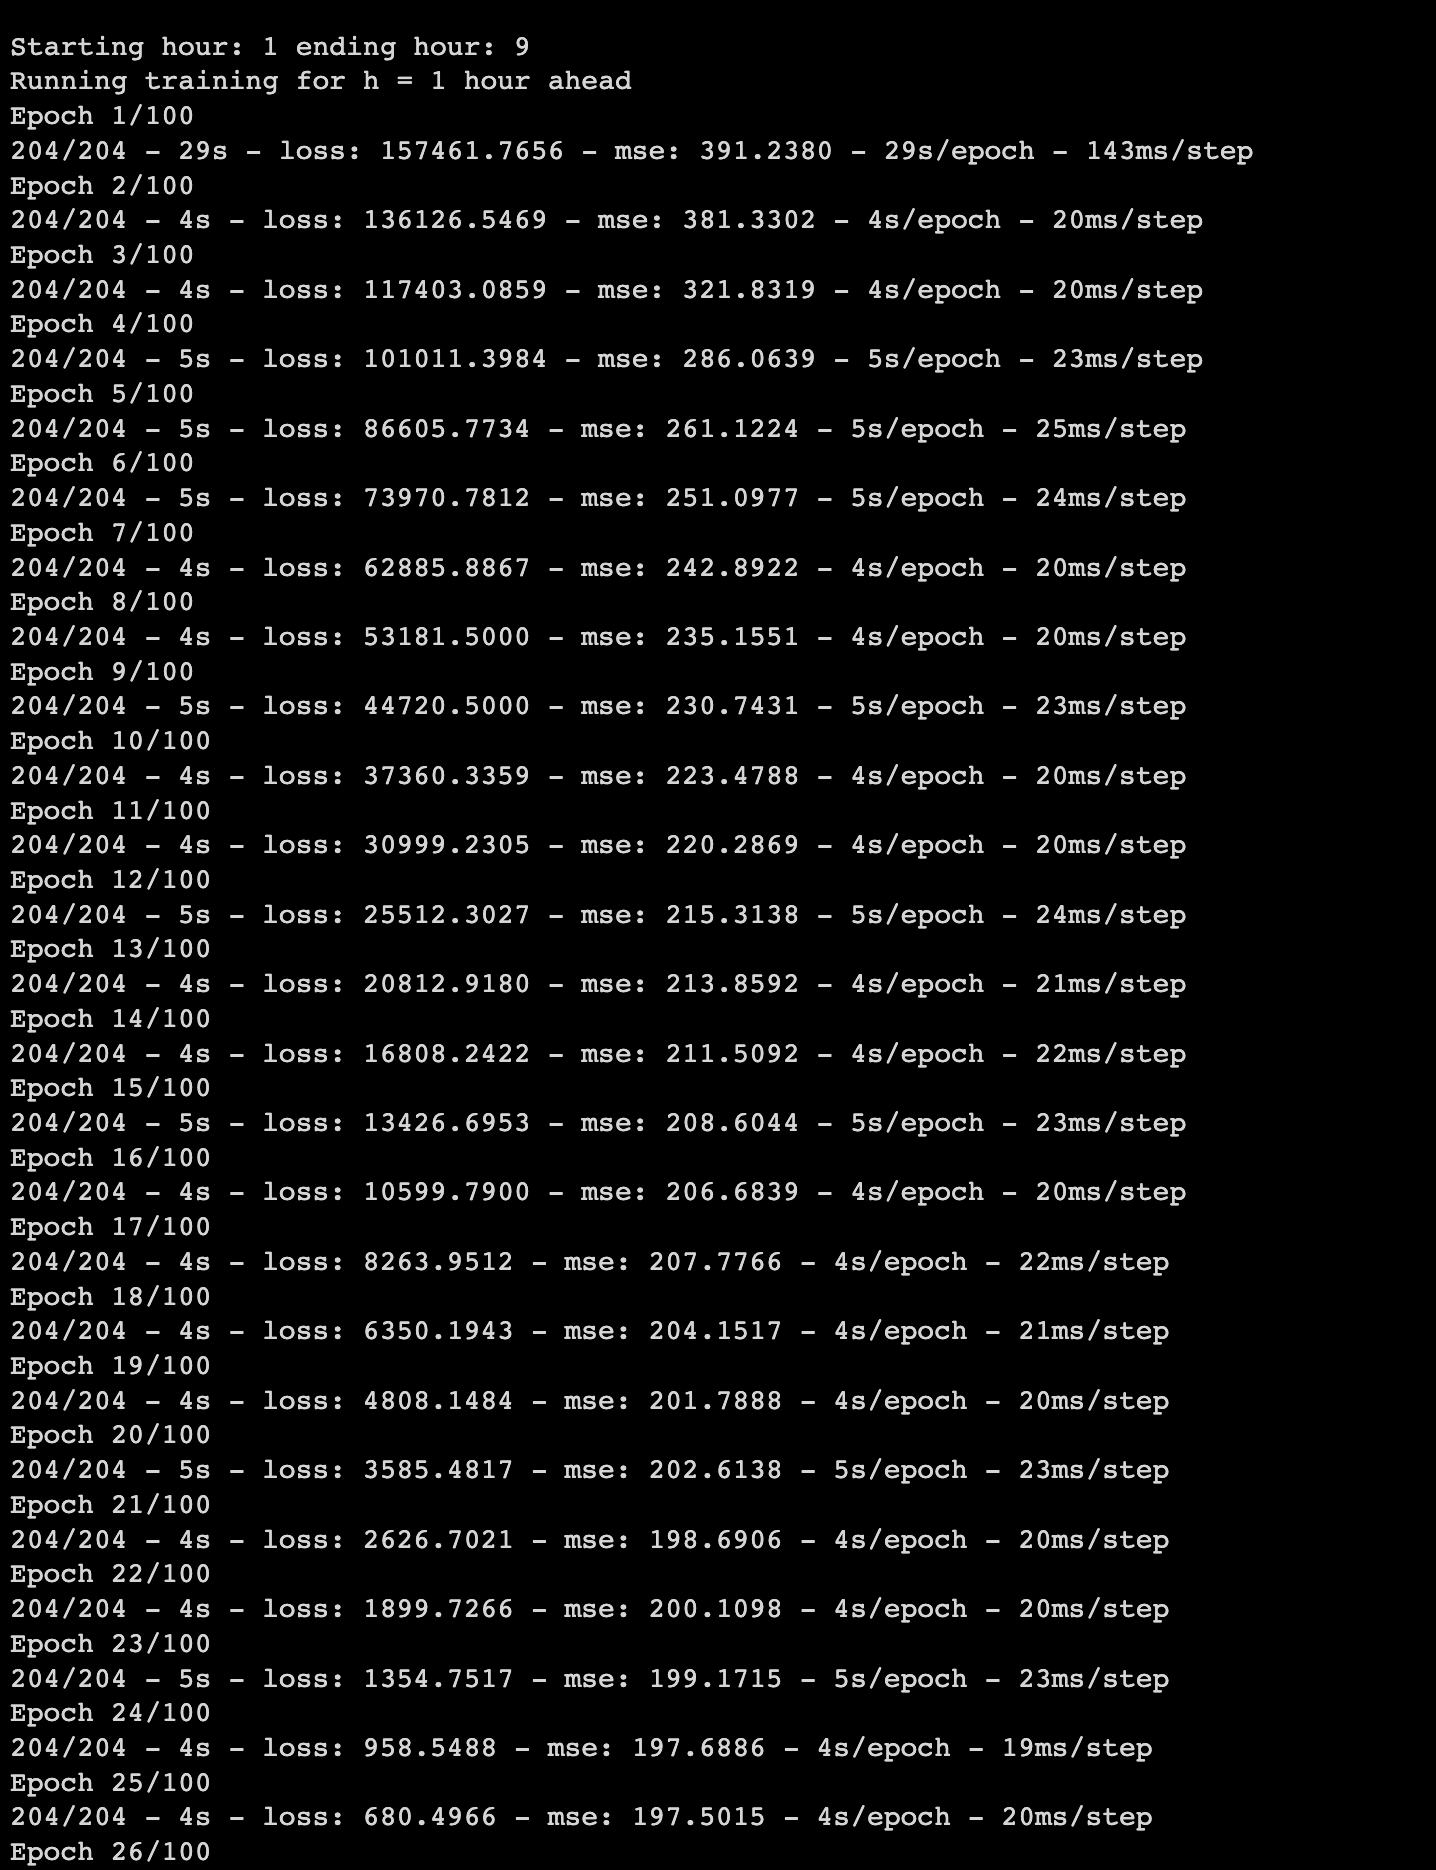 Starting hour: 1 ending hour: 9
Running training for h = 1 hour ahead
Epoch 1/100
204/204 - 29s - loss: 157461.7656 - mse: 391.2380 - 29s/epoch - 143ms/step
Epoch 2/100
204/204 - 4s - loss: 136126.5469 - mse: 381.3302 - 4s/epoch - 20ms/step
Epoch 3/100
204/204 - 4s - loss: 117403.0859 - mse: 321.8319 - 4s/epoch - 20ms/step
Epoch 4/100
204/204 - 5s - loss: 101011.3984 - mse: 286.0639 - 5s/epoch - 23ms/step
Epoch 5/100
204/204 - 5s - loss: 86605.7734 - mse: 261.1224 - 5s/epoch - 25ms/step
Epoch 6/100
204/204 - 5s - loss: 73970.7812 - mse: 251.0977 - 5s/epoch - 24ms/step
Epoch 7/100
204/204 - 4s - loss: 62885.8867 - mse: 242.8922 - 4s/epoch - 20ms/step
Epoch 8/100
204/204 - 4s - loss: 53181.5000 - mse: 235.1551 - 4s/epoch - 20ms/step
Epoch 9/100
204/204 - 5s - loss: 44720.5000 - mse: 230.7431 - 5s/epoch - 23ms/step
Epoch 10/100
204/204 - 4s - loss: 37360.3359 - mse: 223.4788 - 4s/epoch - 20ms/step
Epoch 11/100
204/204 - 4s - loss: 30999.2305 - mse: 220.2869 - 4s/epoch - 20ms/step
Epoch 12/100
204/204 - 5s - loss: 25512.3027 - mse: 215.3138 - 5s/epoch - 24ms/step
Epoch 13/100
204/204 - 4s - loss: 20812.9180 - mse: 213.8592 - 4s/epoch - 21ms/step
Epoch 14/100
204/204 - 4s - loss: 16808.2422 - mse: 211.5092 - 4s/epoch - 22ms/step
Epoch 15/100
204/204 - 5s - loss: 13426.6953 - mse: 208.6044 - 5s/epoch - 23ms/step
Epoch 16/100
204/204 - 4s - loss: 10599.7900 - mse: 206.6839 - 4s/epoch - 20ms/step
Epoch 17/100
204/204 - 4s - loss: 8263.9512 - mse: 207.7766 - 4s/epoch - 22ms/step
Epoch 18/100
204/204 - 4s - loss: 6350.1943 - mse: 204.1517 - 4s/epoch - 21ms/step
Epoch 19/100
204/204 - 4s - loss: 4808.1484 - mse: 201.7888 - 4s/epoch - 20ms/step
Epoch 20/100
204/204 - 5s - loss: 3585.4817 - mse: 202.6138 - 5s/epoch - 23ms/step
Epoch 21/100
204/204 - 4s - loss: 2626.7021 - mse: 198.6906 - 4s/epoch - 20ms/step
Epoch 22/100
204/204 - 4s - loss: 1899.7266 - mse: 200.1098 - 4s/epoch - 20ms/step
Epoch 23/100
204/204 - 5s - loss: 1354.7517 - mse: 199.1715 - 5s/epoch - 23ms/step
Epoch 24/100
204/204 - 4s - loss: 958.5488 - mse: 197.6886 - 4s/epoch - 19ms/step
Epoch 25/100
204/204 - 4s - loss: 680.4966 - mse: 197.5015 - 4s/epoch - 20ms/step
Epoch 26/100